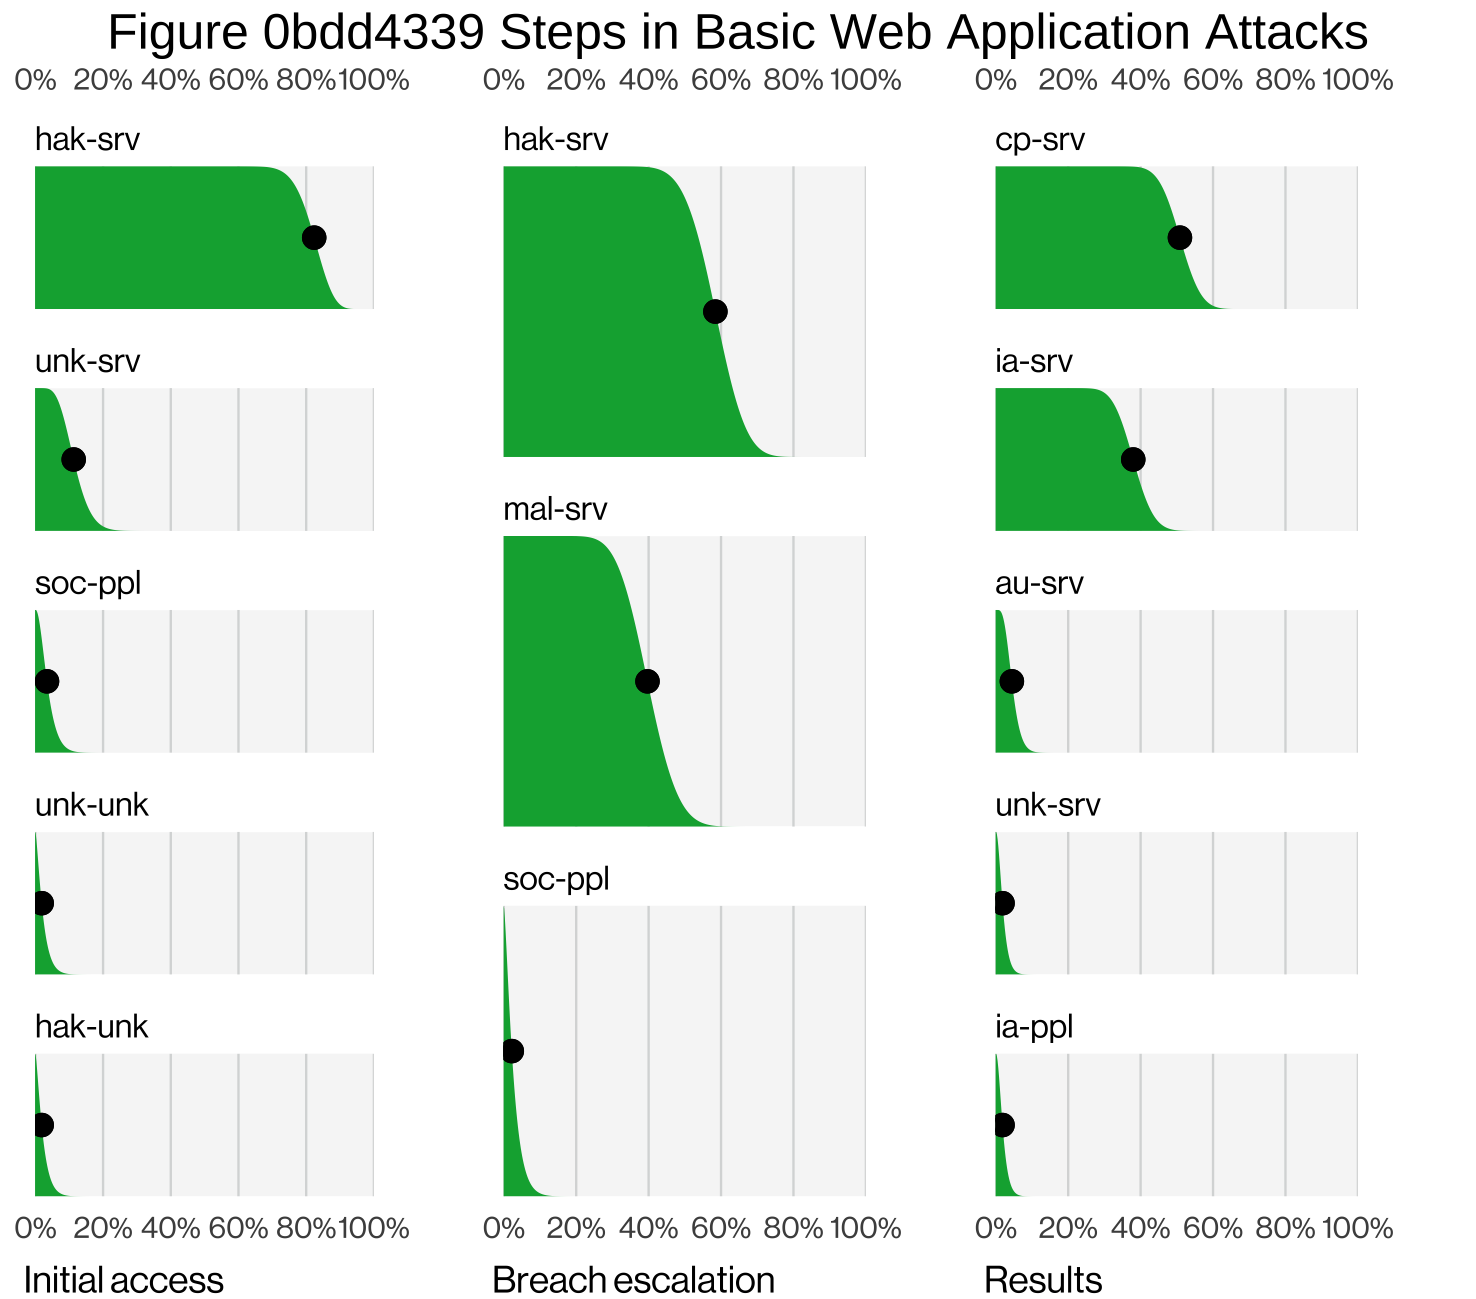 Figure 0bdd4339 Steps in Basic Web Application Attacks
0% 20% 40% 60% 80% 100%
hak-srv
unk-srv
soc-ppl
unk-unk
hak-unk
0% 20% 40% 60% 80% 100%
Initial access
0% 20% 40% 60% 80% 100%
hak-srv
mal-srv
soc-ppl
0% 20% 40% 60% 80% 100%
Breach escalation
0% 20% 40% 60% 80% 100%
cp-srv
ia-srv
au-srv
unk-srv
ia-ppl
0% 20% 40% 60% 80% 100%
Results